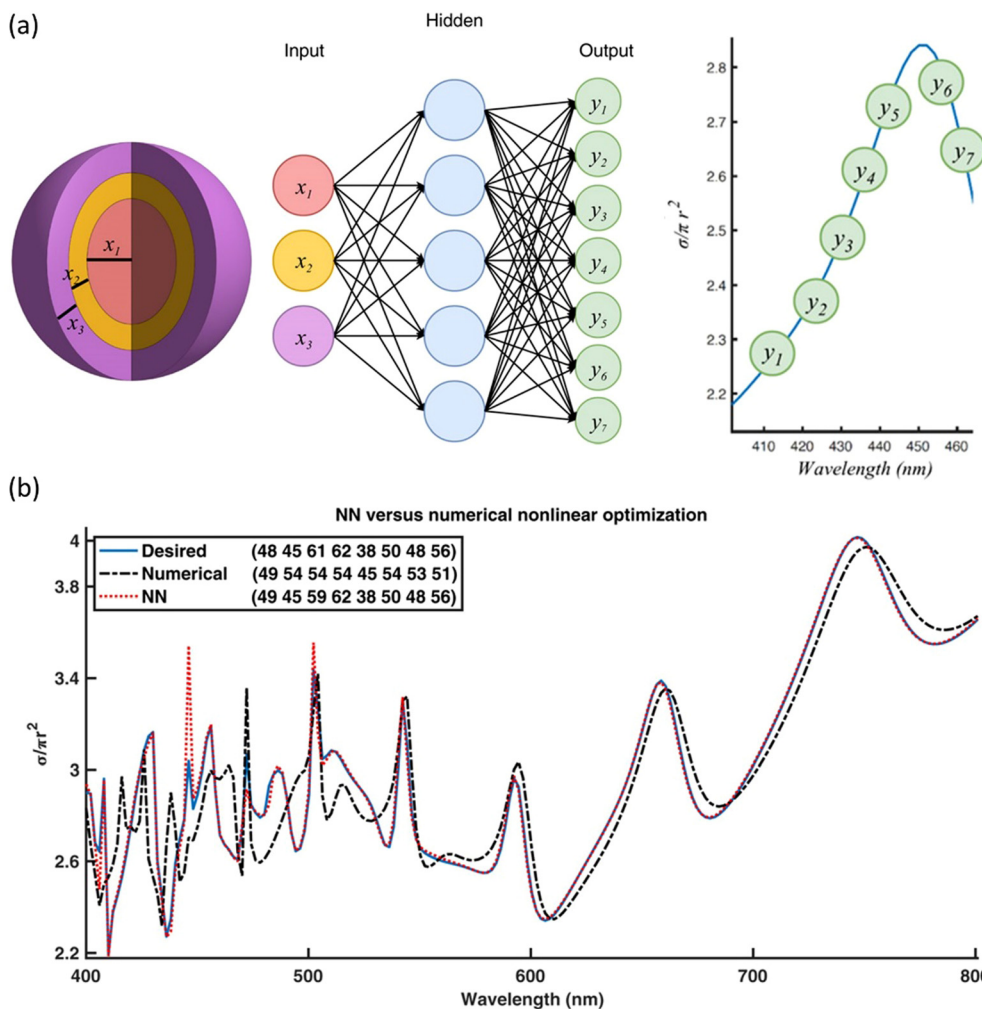 (a)
Hidden
Input
Output
x1
x2
x3
x1
x2
x3
y1
y2
y3
y4
y5
y6
y7
σ/π r²
2.8
2.7
2.6
2.5
2.4
2.3
2.2
y1
y2
y3
y4
y5
y6
y7
410 420 430 440 450 460
Wavelength (nm)
(b)
NN versus numerical nonlinear optimization
Desired (48 45 61 62 38 50 48 56)
Numerical (49 54 54 54 45 54 53 51)
NN (49 45 59 62 38 50 48 56)
σ/πr²
4
3.8
3.4
3
2.6
2.2
400 500 600 700 800
Wavelength (nm)